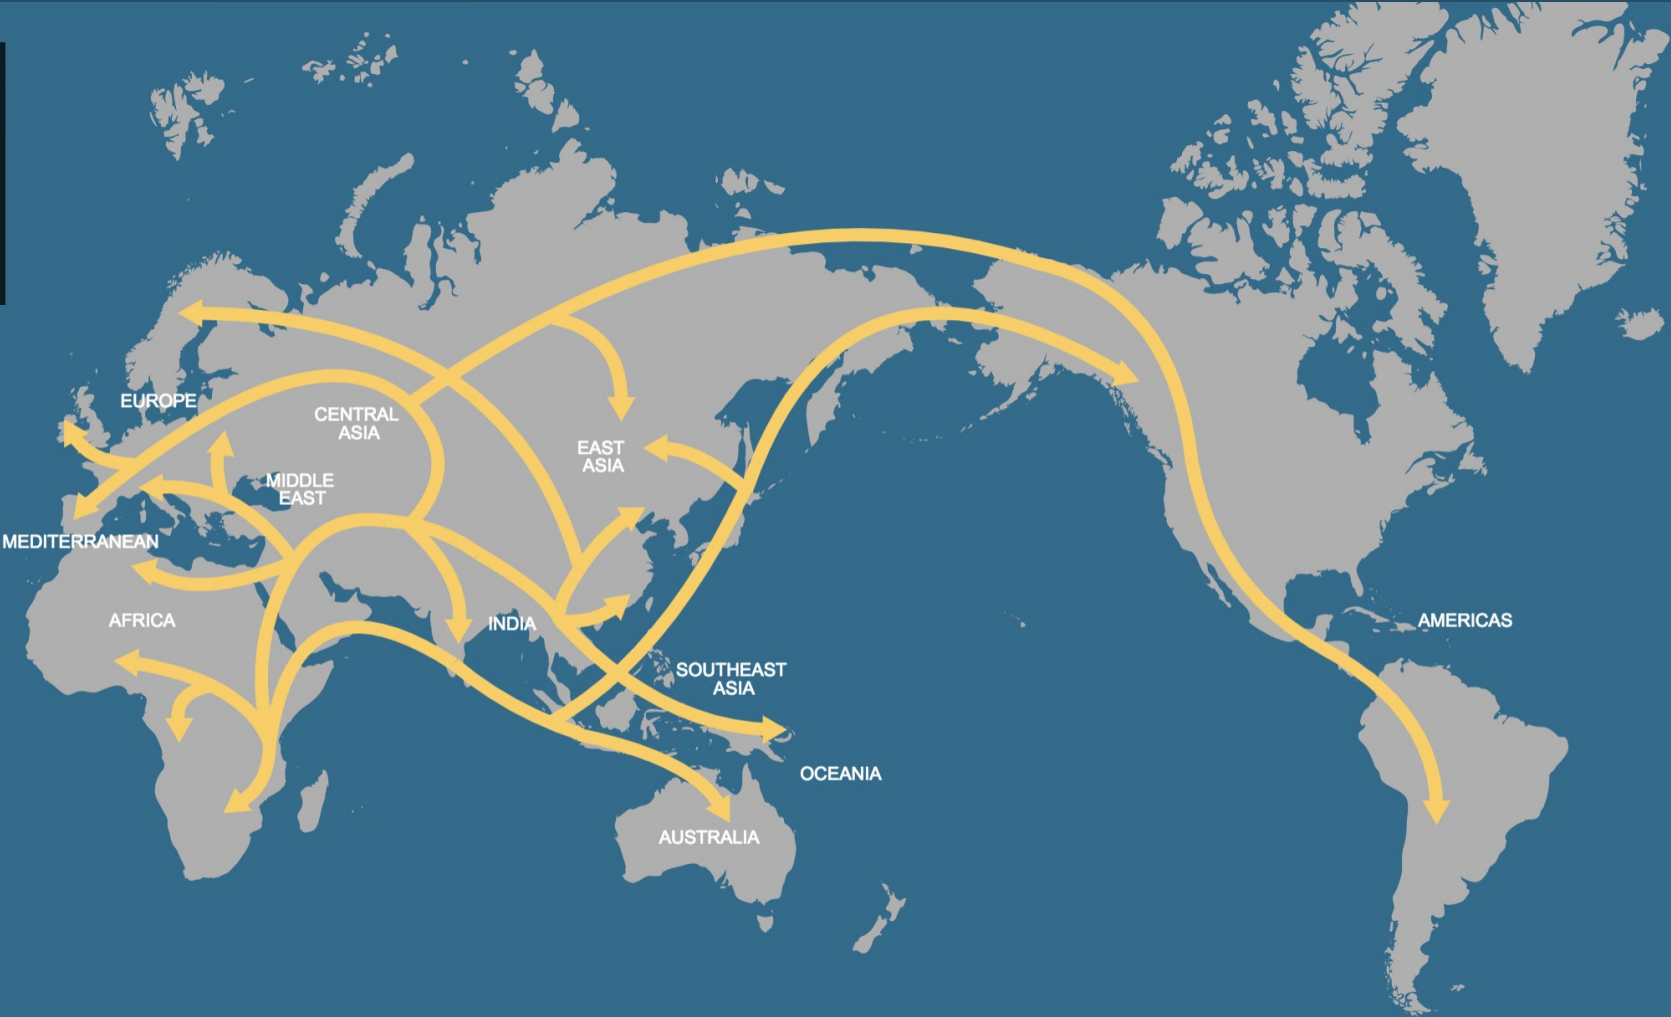 EUROPE
CENTRAL
ASIA
EAST
ASIA
MIDDLE
EAST
MEDITERRANEAN
AFRICA
INDIA
AMERICAS
SOUTHEAST
ASIA
OCEANIA
AUSTRALIA